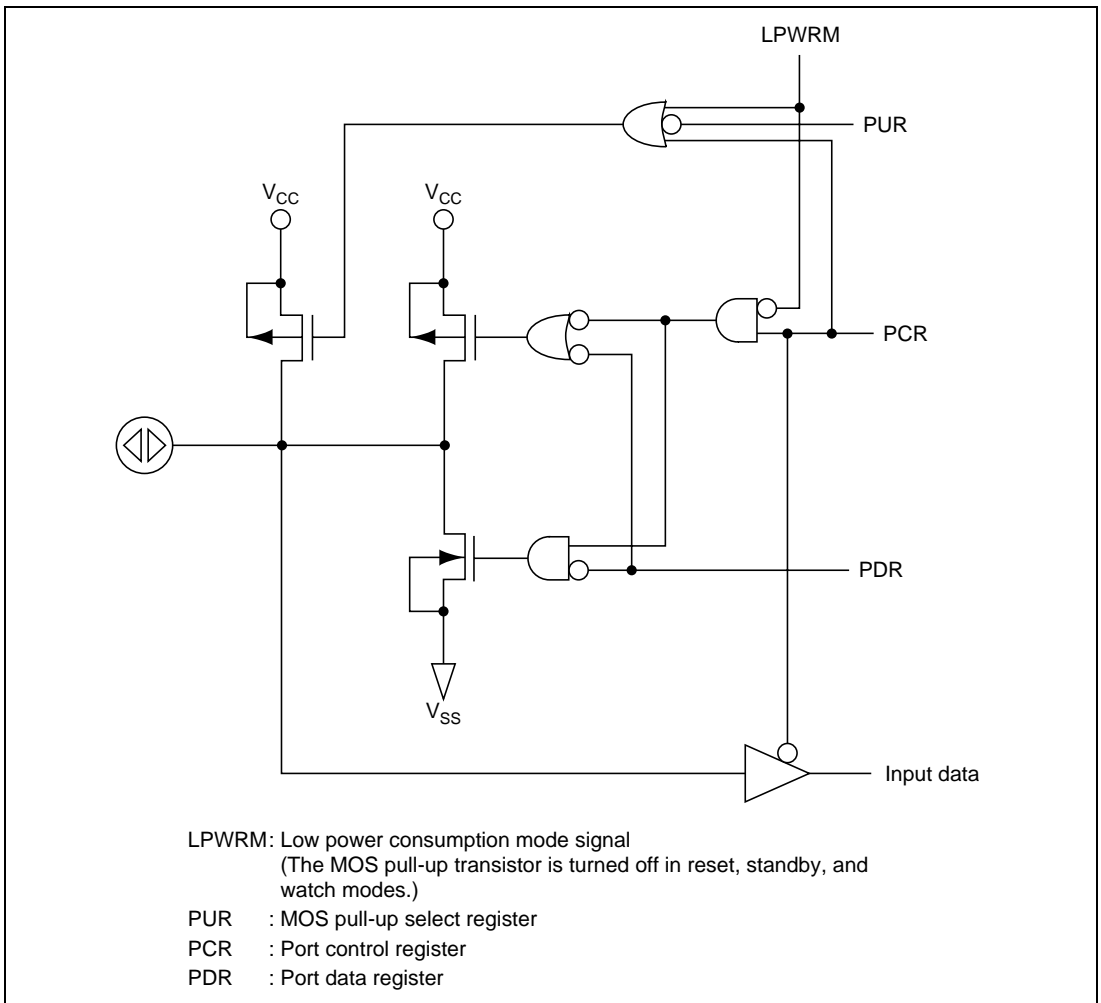 LPWRM
PUR
VCC
VCC
PCR
PDR
VSS
Input data
LPWRM: Low power consumption mode signal
(The MOS pull-up transistor is turned off in reset, standby, and
watch modes.)
PUR : MOS pull-up select register
PCR : Port control register
PDR : Port data register